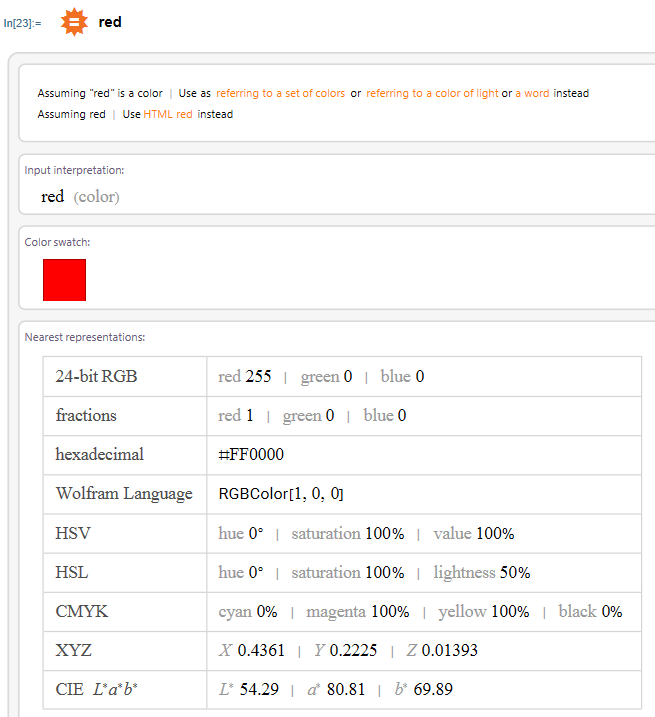 In[23]:= red
Assuming "red" is a color | Use as referring to a set of colors or referring to a color of light or a word instead
Assuming red | Use HTML red instead
Input interpretation:
red (color)
Color swatch:
Nearest representations:
24-bit RGB red 255 | green 0 | blue 0
fractions red 1 | green 0 | blue 0
hexadecimal #FF0000
Wolfram Language RGBColor[1, 0, 0]
HSV hue 0° | saturation 100% | value 100%
HSL hue 0° | saturation 100% | lightness 50%
CMYK cyan 0% | magenta 100% | yellow 100% | black 0%
XYZ X 0.4361 | Y 0.2225 | Z 0.01393
CIE L*a*b* L* 54.29 | a* 80.81 | b* 69.89